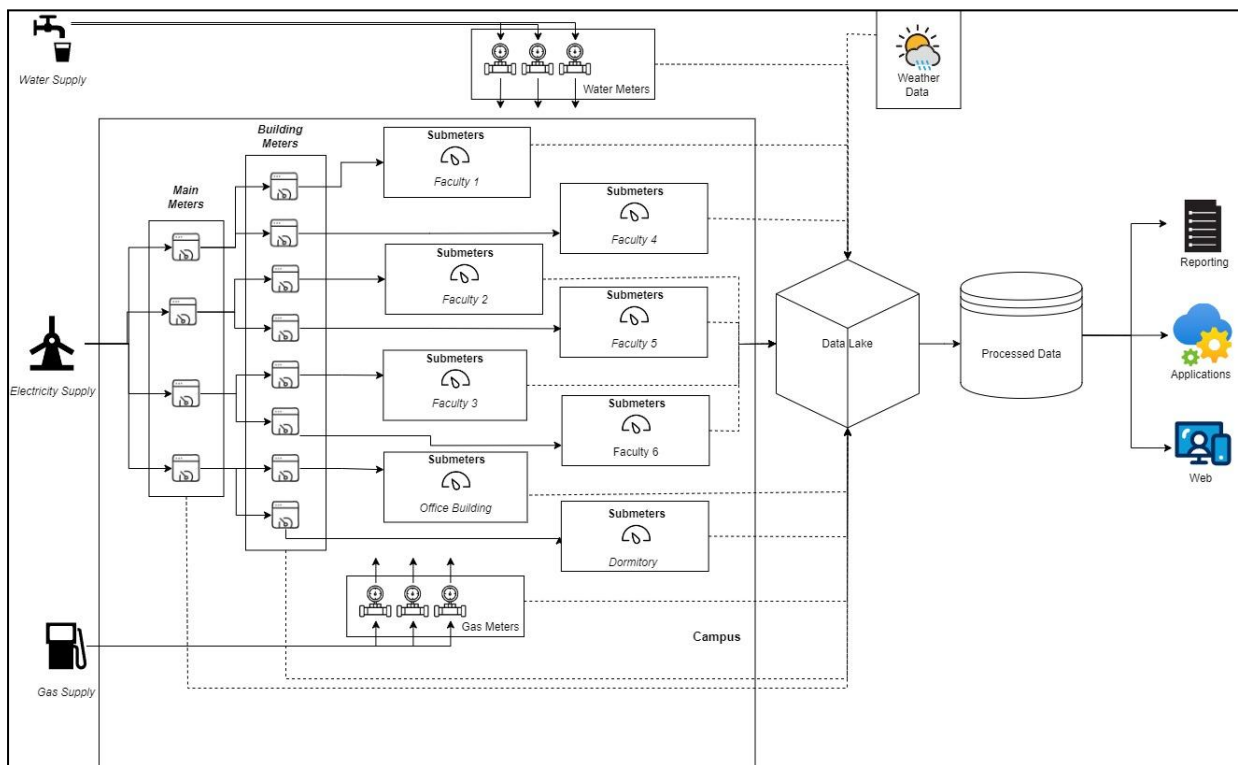 Water Supply
Water Meters
Weather
Data
Building
Meters
Main
Meters
Submeters
Faculty 1
Submeters
Faculty 4
Submeters
Faculty 2
Submeters
Faculty 5
Submeters
Faculty 3
Submeters
Faculty 6
Submeters
Office Building
Submeters
Dormitory
Electricity Supply
Data Lake
Processed Data
Reporting
Applications
Web
Gas Meters
Campus
Gas Supply